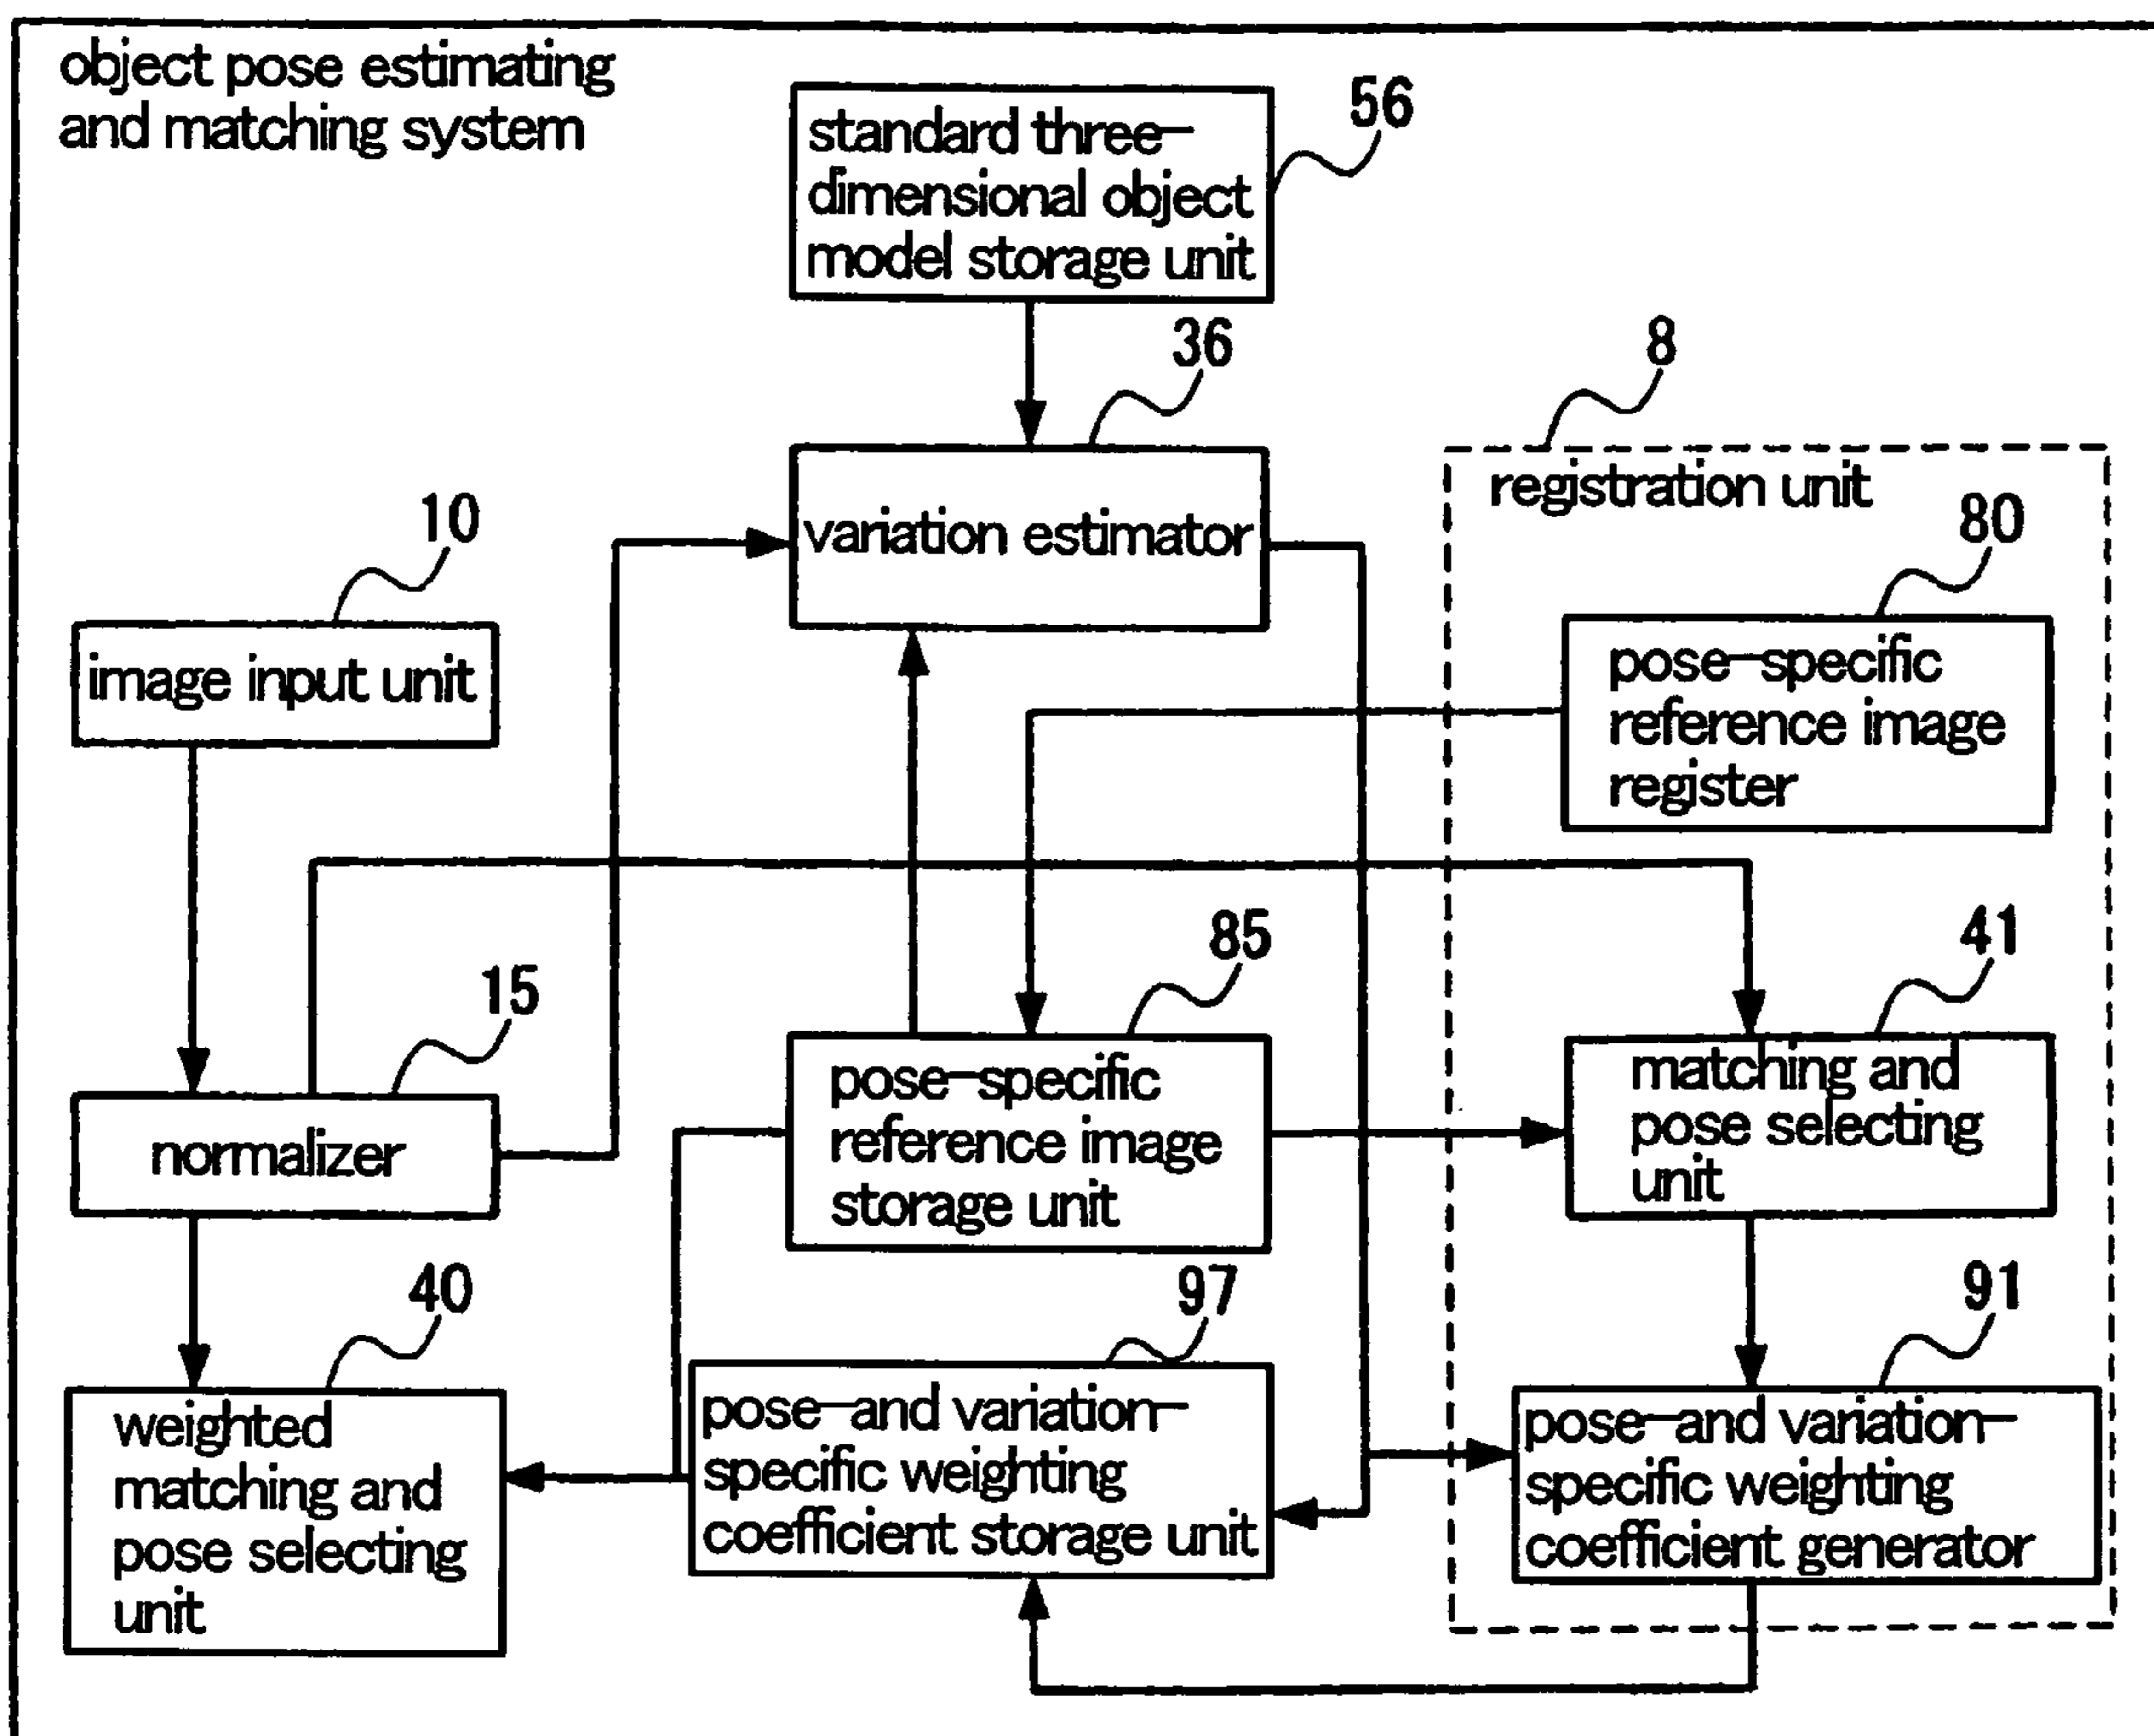 object pose estimating
and matching system
56
standard three-
dimensional object
model storage unit
36
8
variation estimator
registration unit
10
80
image input unit
pose-specific
reference image
register
85
41
15
pose-specific
reference image
storage unit
matching and
pose selecting
unit
normalizer
40
97
91
weighted
matching and
pose selecting
unit
pose-and variation-
specific weighting
coefficient storage unit
pose-and variation-
specific weighting
coefficient generator